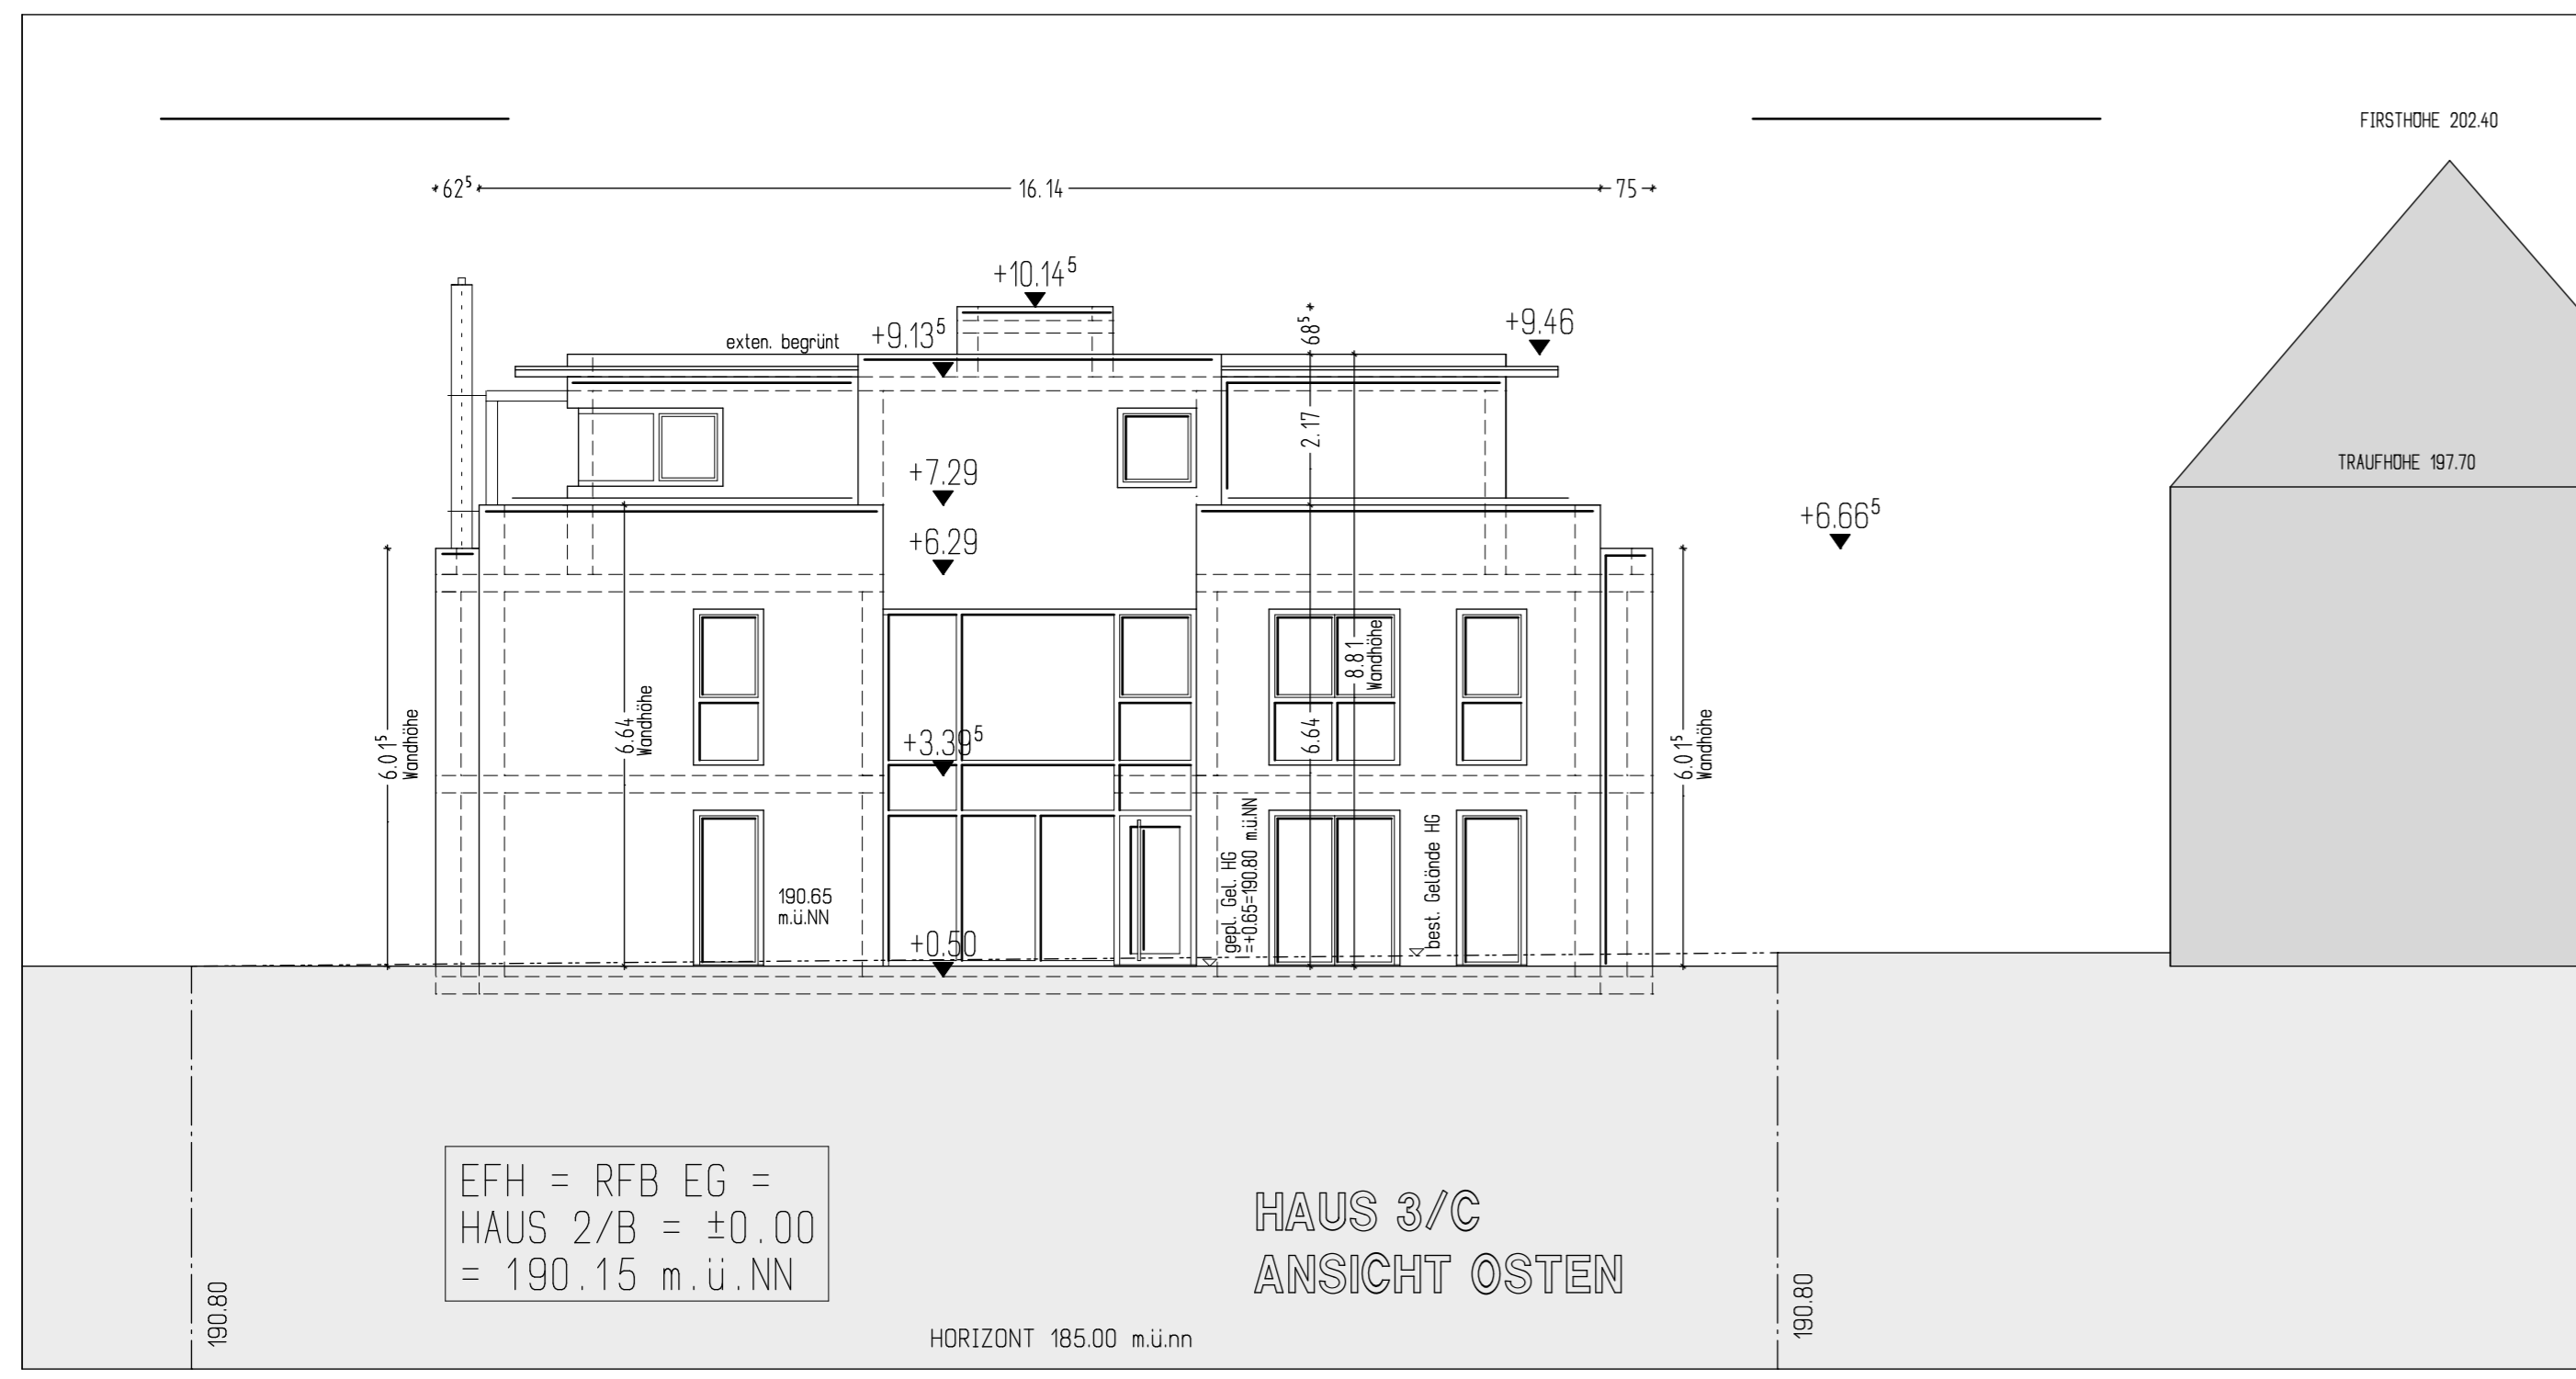 FIRSTHÖHE 202.40
62⁵
16.14
75
+10.14⁵
68⁵
+9.46
exten. begrünt
+9.13⁵
2.17
TRAUFHÖHE 197.70
+7.29
+6.66⁵
+6.29
6.01⁵
Wandhöhe
6.64
Wandhöhe
8.81
Wandhöhe
6.64
6.01⁵
Wandhöhe
+3.39⁵
190.65
m.ü.NN
gepl. Gel. HG
=+0.65=190.80 m.ü.NN
best. Gelände HG
+0.50
EFH = RFB EG =
HAUS 2/B = ±0.00
= 190.15 m.ü.NN
HAUS 3/C
ANSICHT OSTEN
190.80
190.80
HORIZONT 185.00 m.ü.nn